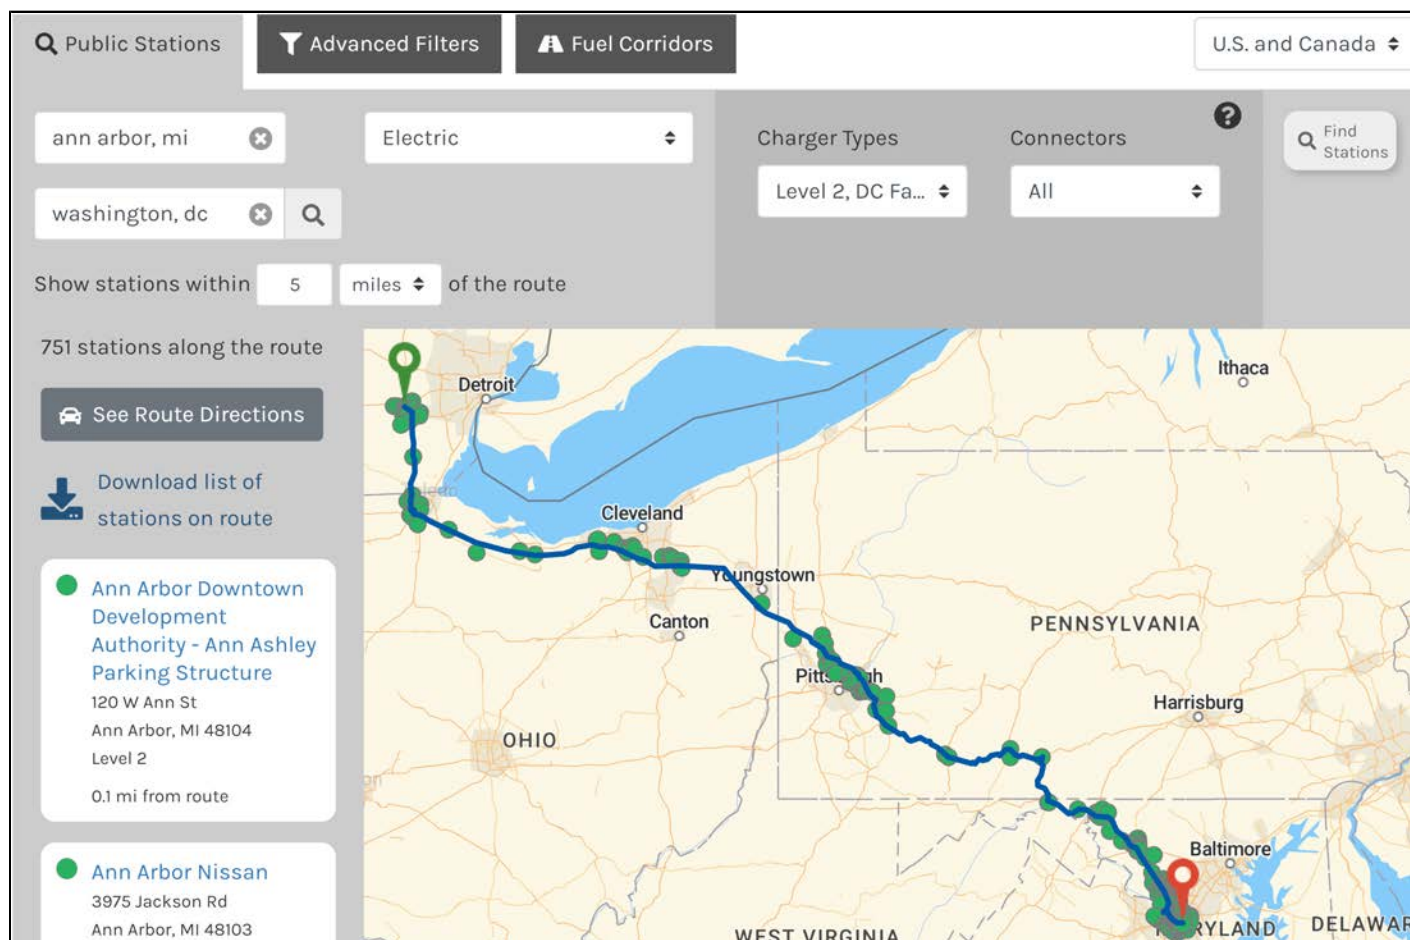 Public Stations
Advanced Filters
Fuel Corridors
U.S. and Canada
ann arbor, mi
Electric
Charger Types
Connectors
?
Find
Stations
washington, dc
Level 2, DC Fa...
All
Show stations within 5 miles of the route
751 stations along the route
See Route Directions
Download list of
stations on route
Ann Arbor Downtown
Development
Authority - Ann Ashley
Parking Structure
120 W Ann St
Ann Arbor, MI 48104
Level 2
0.1 mi from route
Ann Arbor Nissan
3975 Jackson Rd
Ann Arbor, MI 48103
Detroit
Ithaca
Cleveland
Youngstown
Canton
PENNSYLVANIA
Harrisburg
OHIO
Baltimore
WEST VIRGINIA
DELAWAR